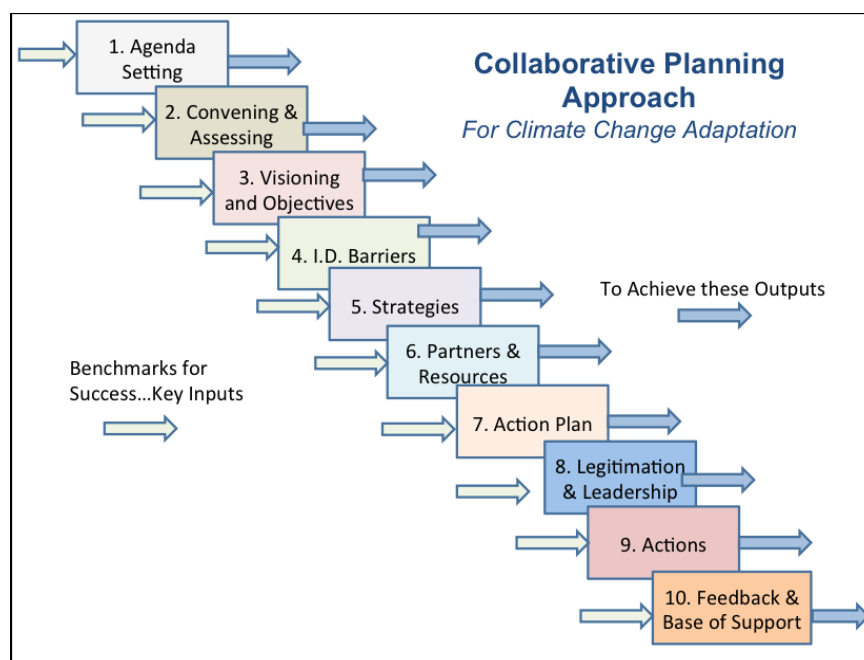 Collaborative Planning
Approach
For Climate Change Adaptation
1. Agenda
Setting
2. Convening &
Assessing
3. Visioning
and Objectives
4. I.D. Barriers
5. Strategies
6. Partners &
Resources
7. Action Plan
8. Legitimation
& Leadership
9. Actions
10. Feedback &
Base of Support
To Achieve these Outputs
Benchmarks for
Success...Key Inputs